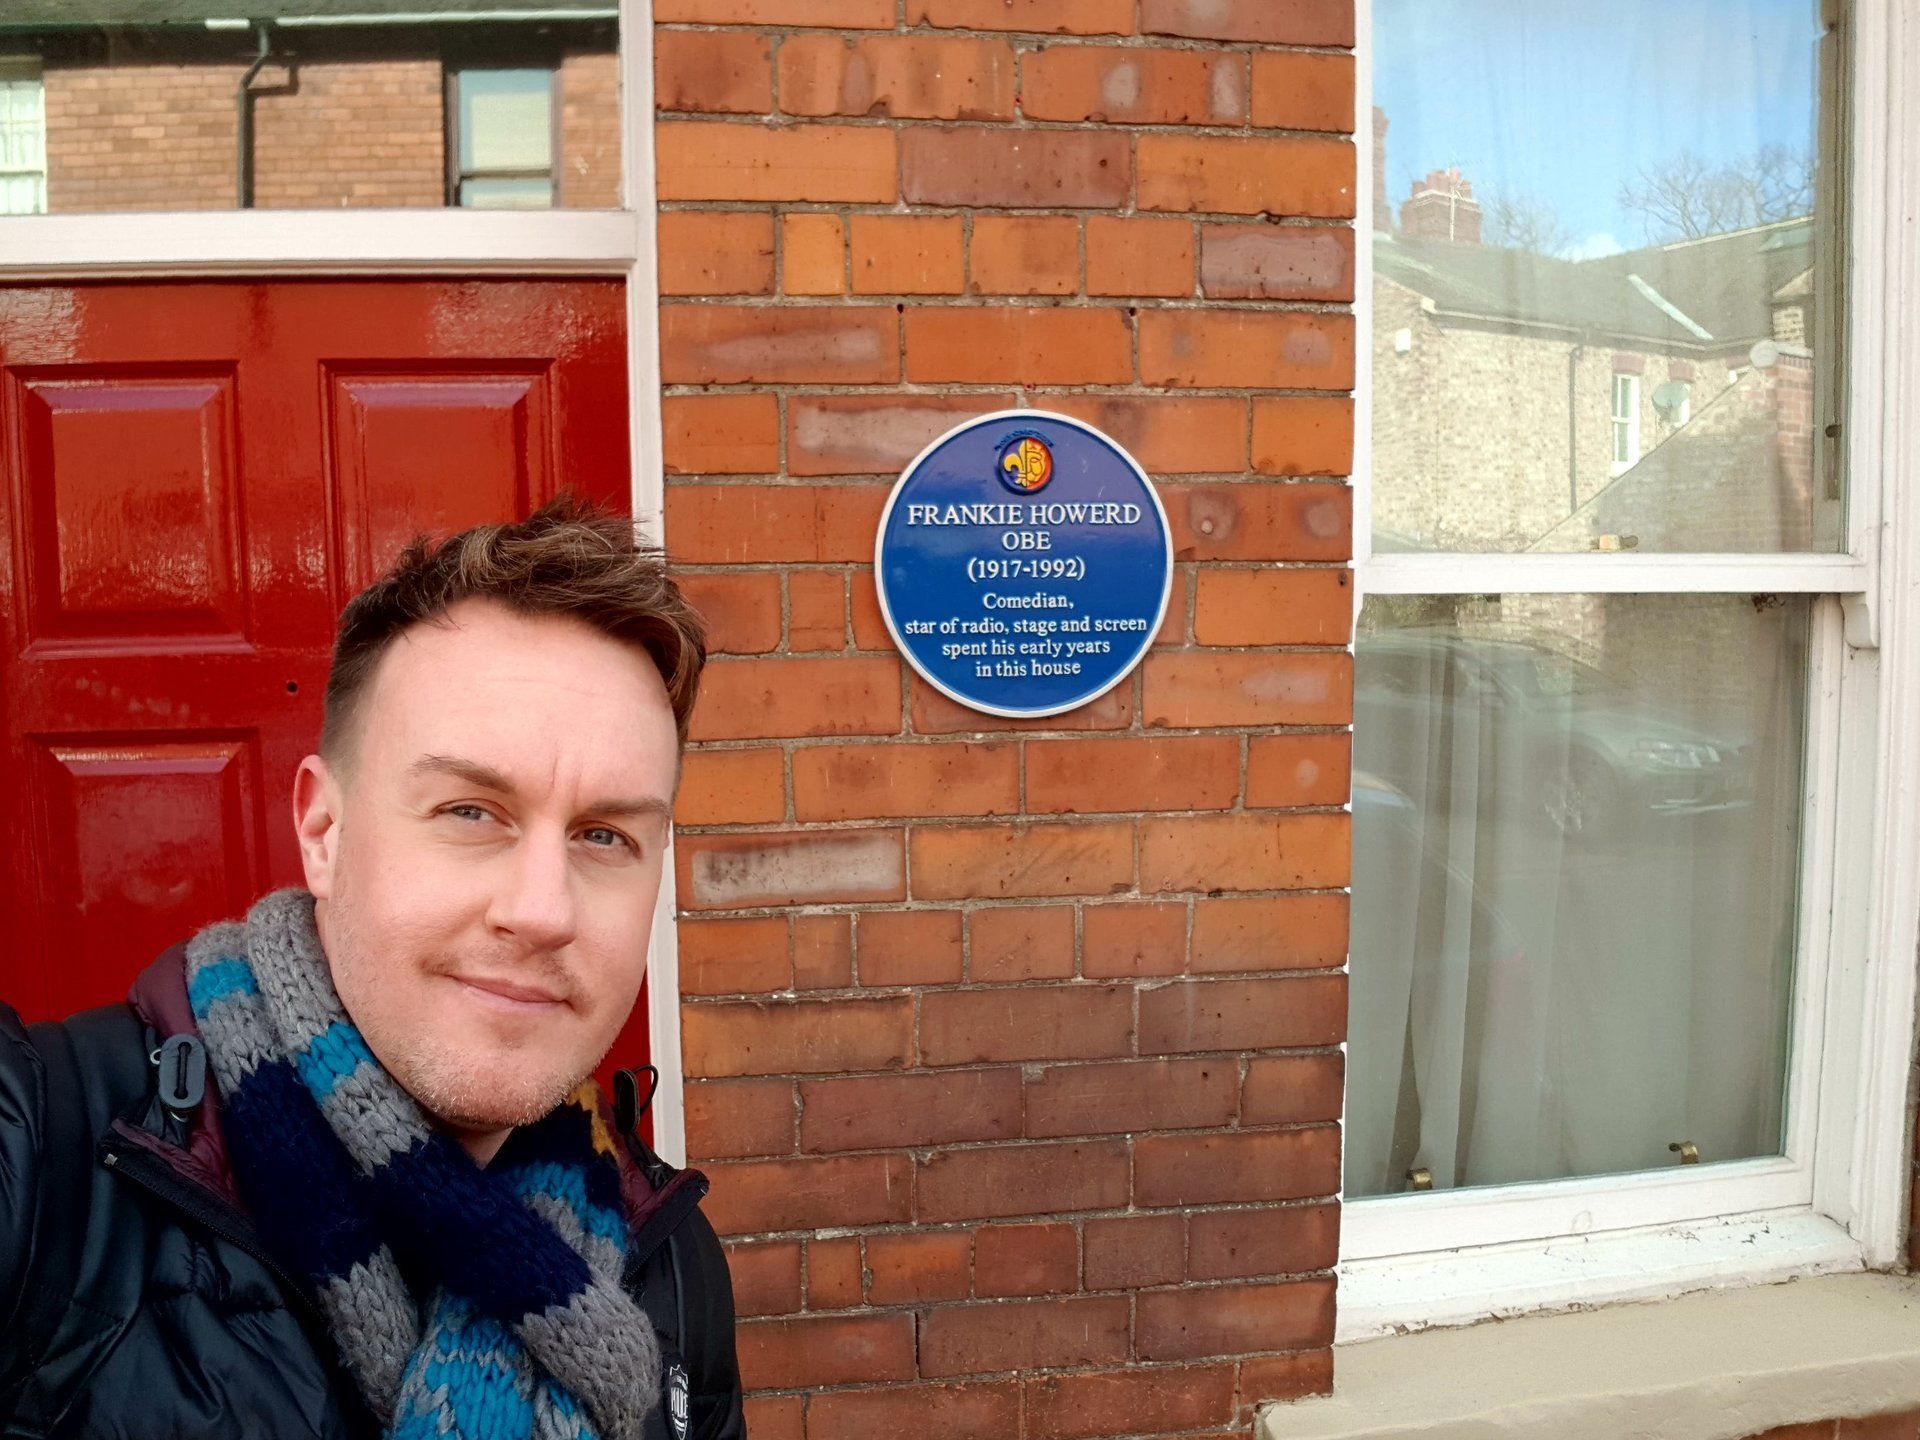 FRANKIE HOWERD
OBE
(1917-1992)
Comedian,
star of radio, stage and screen
spent his early years
in this house